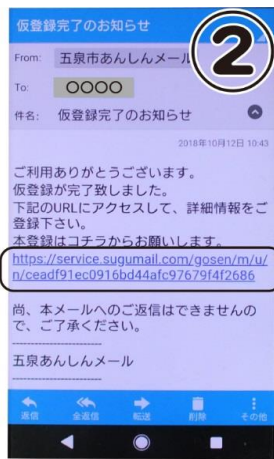 仮登録完了のお知らせ
②
From: 五泉市あんしんメール
To: ○○○○
件名: 仮登録完了のお知らせ
2018年10月12日 10:43
ご利用ありがとうございます。
仮登録が完了致しました。
下記のURLにアクセスして、詳細情報をご
登録下さい。
本登録はコチラからお願いします。
https://service.sugumail.com/gosen/m/u/
n/ceadf91ec0916bd44afc97679f4f2686
尚、本メールへのご返信はできませんの
で、ご了承ください。
--------------------
五泉あんしんメール
--------------------
返信 全返信 転送 削除 その他